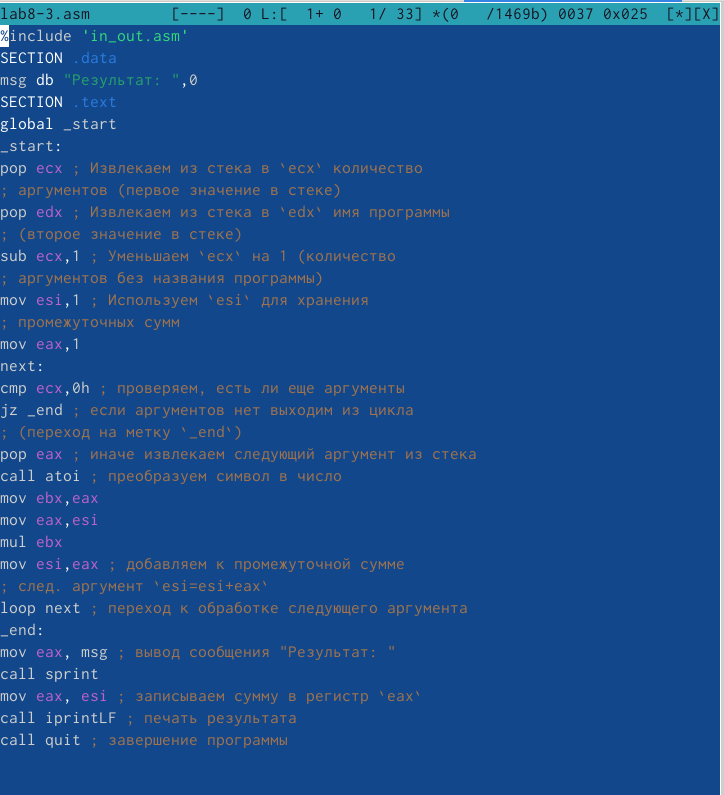 lab8-3.asm         [----]  0 L:[  1+ 0   1/ 33] *(0   /1469b) 0037 0x025  [*][X]
%include 'in_out.asm'
SECTION .data
msg db "Результат: ",0
SECTION .text
global _start
_start:
pop ecx ; Извлекаем из стека в `ecx` количество
; аргументов (первое значение в стеке)
pop edx ; Извлекаем из стека в `edx` имя программы
; (второе значение в стеке)
sub ecx,1 ; Уменьшаем `ecx` на 1 (количество
; аргументов без названия программы)
mov esi,1 ; Используем `esi` для хранения
; промежуточных сумм
mov eax,1
next:
cmp ecx,0h ; проверяем, есть ли еще аргументы
jz _end ; если аргументов нет выходим из цикла
; (переход на метку `_end`)
pop eax ; иначе извлекаем следующий аргумент из стека
call atoi ; преобразуем символ в число
mov ebx,eax
mov eax,esi
mul ebx
mov esi,eax ; добавляем к промежуточной сумме
; след. аргумент `esi=esi+eax`
loop next ; переход к обработке следующего аргумента
_end:
mov eax, msg ; вывод сообщения "Результат: "
call sprint
mov eax, esi ; записываем сумму в регистр `eax`
call iprintLF ; печать результата
call quit ; завершение программы